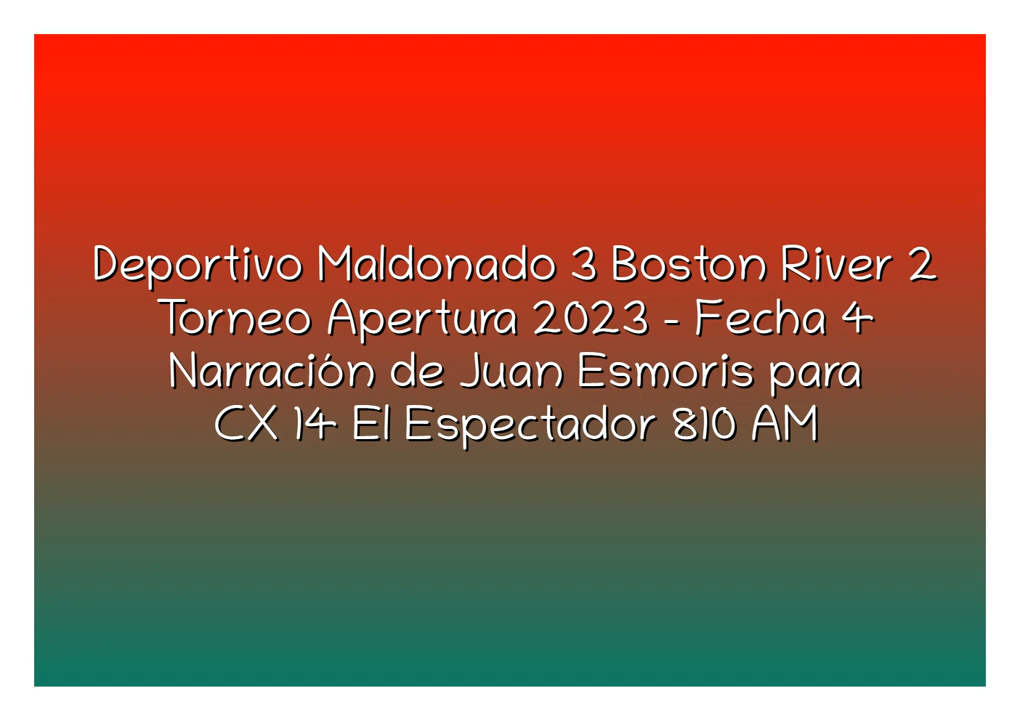 Deportivo Maldonado 3 Boston River 2
Torneo Apertura 2023 - Fecha 4
Narración de Juan Esmoris para
CX 14 El Espectador 810 AM